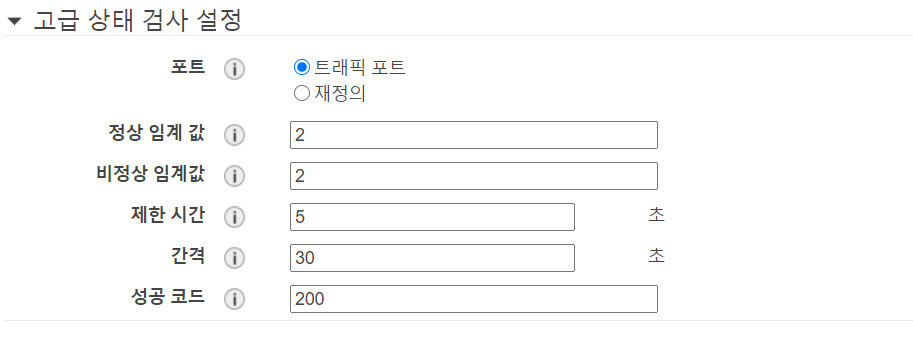 고급 상태 검사 설정
포트 트래픽 포트
재정의
정상 임계 값 2
비정상 임계값 2
제한 시간 5 초
간격 30 초
성공 코드 200